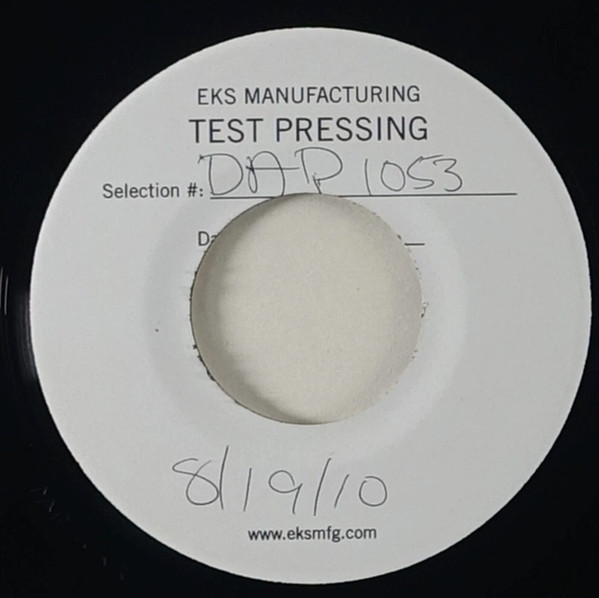 EKS MANUFACTURING
TEST PRESSING
Selection #: DAP 1053
8/19/10
www.eksmfg.com